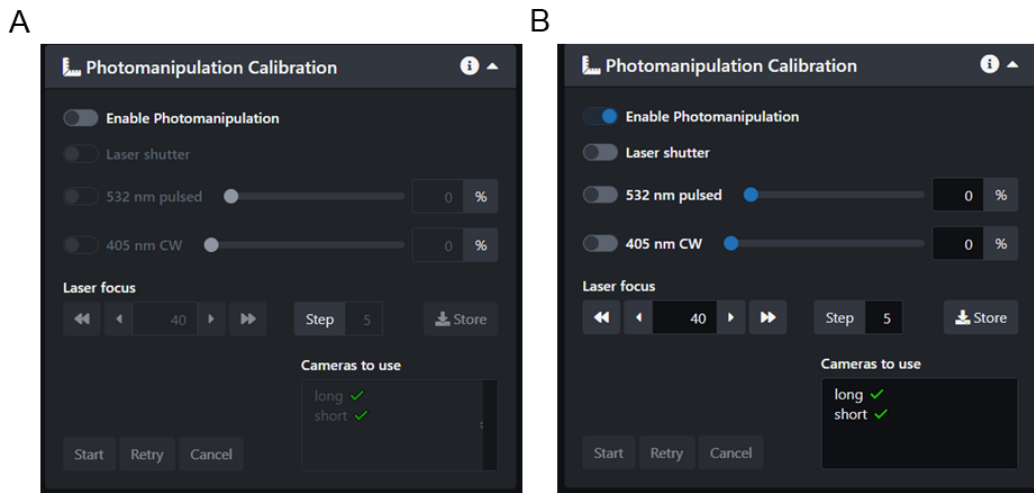 A
Photomanipulation Calibration
Enable Photomanipulation
Laser shutter
532 nm pulsed 0 %
405 nm CW 0 %
Laser focus
40 Step 5 Store
Cameras to use
long
short
Start Retry Cancel
B
Photomanipulation Calibration
Enable Photomanipulation
Laser shutter
532 nm pulsed 0 %
405 nm CW 0 %
Laser focus
40 Step 5 Store
Cameras to use
long
short
Start Retry Cancel